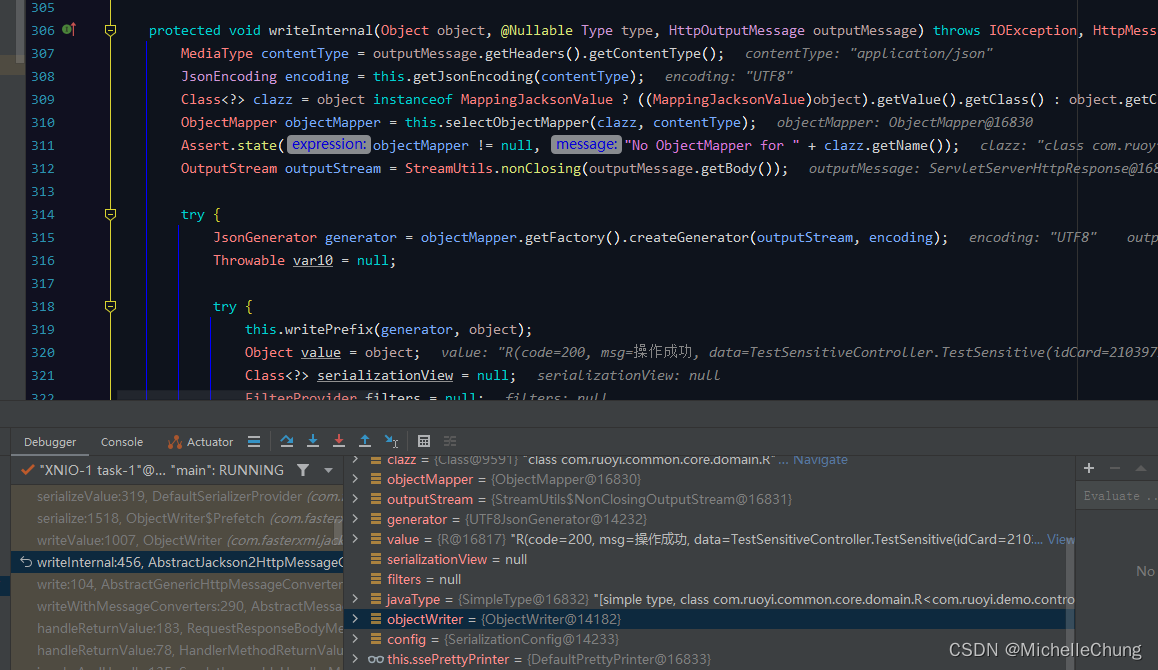 305
306 protected void writeInternal(Object object, @Nullable Type type, HttpOutputMessage outputMessage) throws IOException, HttpMess
307 MediaType contentType = outputMessage.getHeaders().getContentType(); contentType: "application/json"
308 JsonEncoding encoding = this.getJsonEncoding(contentType); encoding: "UTF8"
309 Class<?> clazz = object instanceof MappingJacksonValue ? ((MappingJacksonValue)object).getValue().getClass() : object.getC
310 ObjectMapper objectMapper = this.selectObjectMapper(clazz, contentType); objectMapper: ObjectMapper@16830
311 Assert.state( expression: objectMapper != null, message: "No ObjectMapper for " + clazz.getName()); clazz: "class com.ruoy
312 OutputStream outputStream = StreamUtils.nonClosing(outputMessage.getBody()); outputMessage: ServletServerHttpResponse@168
313
314 try {
315 JsonGenerator generator = objectMapper.getFactory().createGenerator(outputStream, encoding); encoding: "UTF8" outp
316 Throwable var10 = null;
317
318 try {
319 this.writePrefix(generator, object);
320 Object value = object; value: "R(code=200, msg=操作成功, data=TestSensitiveController.TestSensitive(idCard=210397
321 Class<?> serializationView = null; serializationView: null
322 FilterProvider filters = null; filters: null
Debugger Console Actuator
"XNIO-1 task-1"@... "main": RUNNING
serializeValue:319, DefaultSerializerProvider (com.
serialize:1518, ObjectWriter$Prefetch (com.faster
writeValue:1007, ObjectWriter (com.fasterxml.jack
writeInternal:456, AbstractJackson2HttpMessageC
write:104, AbstractGenericHttpMessageConverter
writeWithMessageConverters:290, AbstractMessa
handleReturnValue:183, RequestResponseBodyMe
handleReturnValue:78, HandlerMethodReturnValu
clazz = {Class@9591} "class com.ruoyi.common.core.domain.R" ... Navigate
objectMapper = {ObjectMapper@16830}
outputStream = {StreamUtils$NonClosingOutputStream@16831}
generator = {UTF8JsonGenerator@14232}
value = {R@16817} "R(code=200, msg=操作成功, data=TestSensitiveController.TestSensitive(idCard=210: ... View
serializationView = null
filters = null
javaType = {SimpleType@16832} "[simple type, class com.ruoyi.common.core.domain.R<com.ruoyi.demo.contro
objectWriter = {ObjectWriter@14182}
config = {SerializationConfig@14233}
this.ssePrettyPrinter = {DefaultPrettyPrinter@16833}
Evaluate ..
No
CSDN @MichelleChung